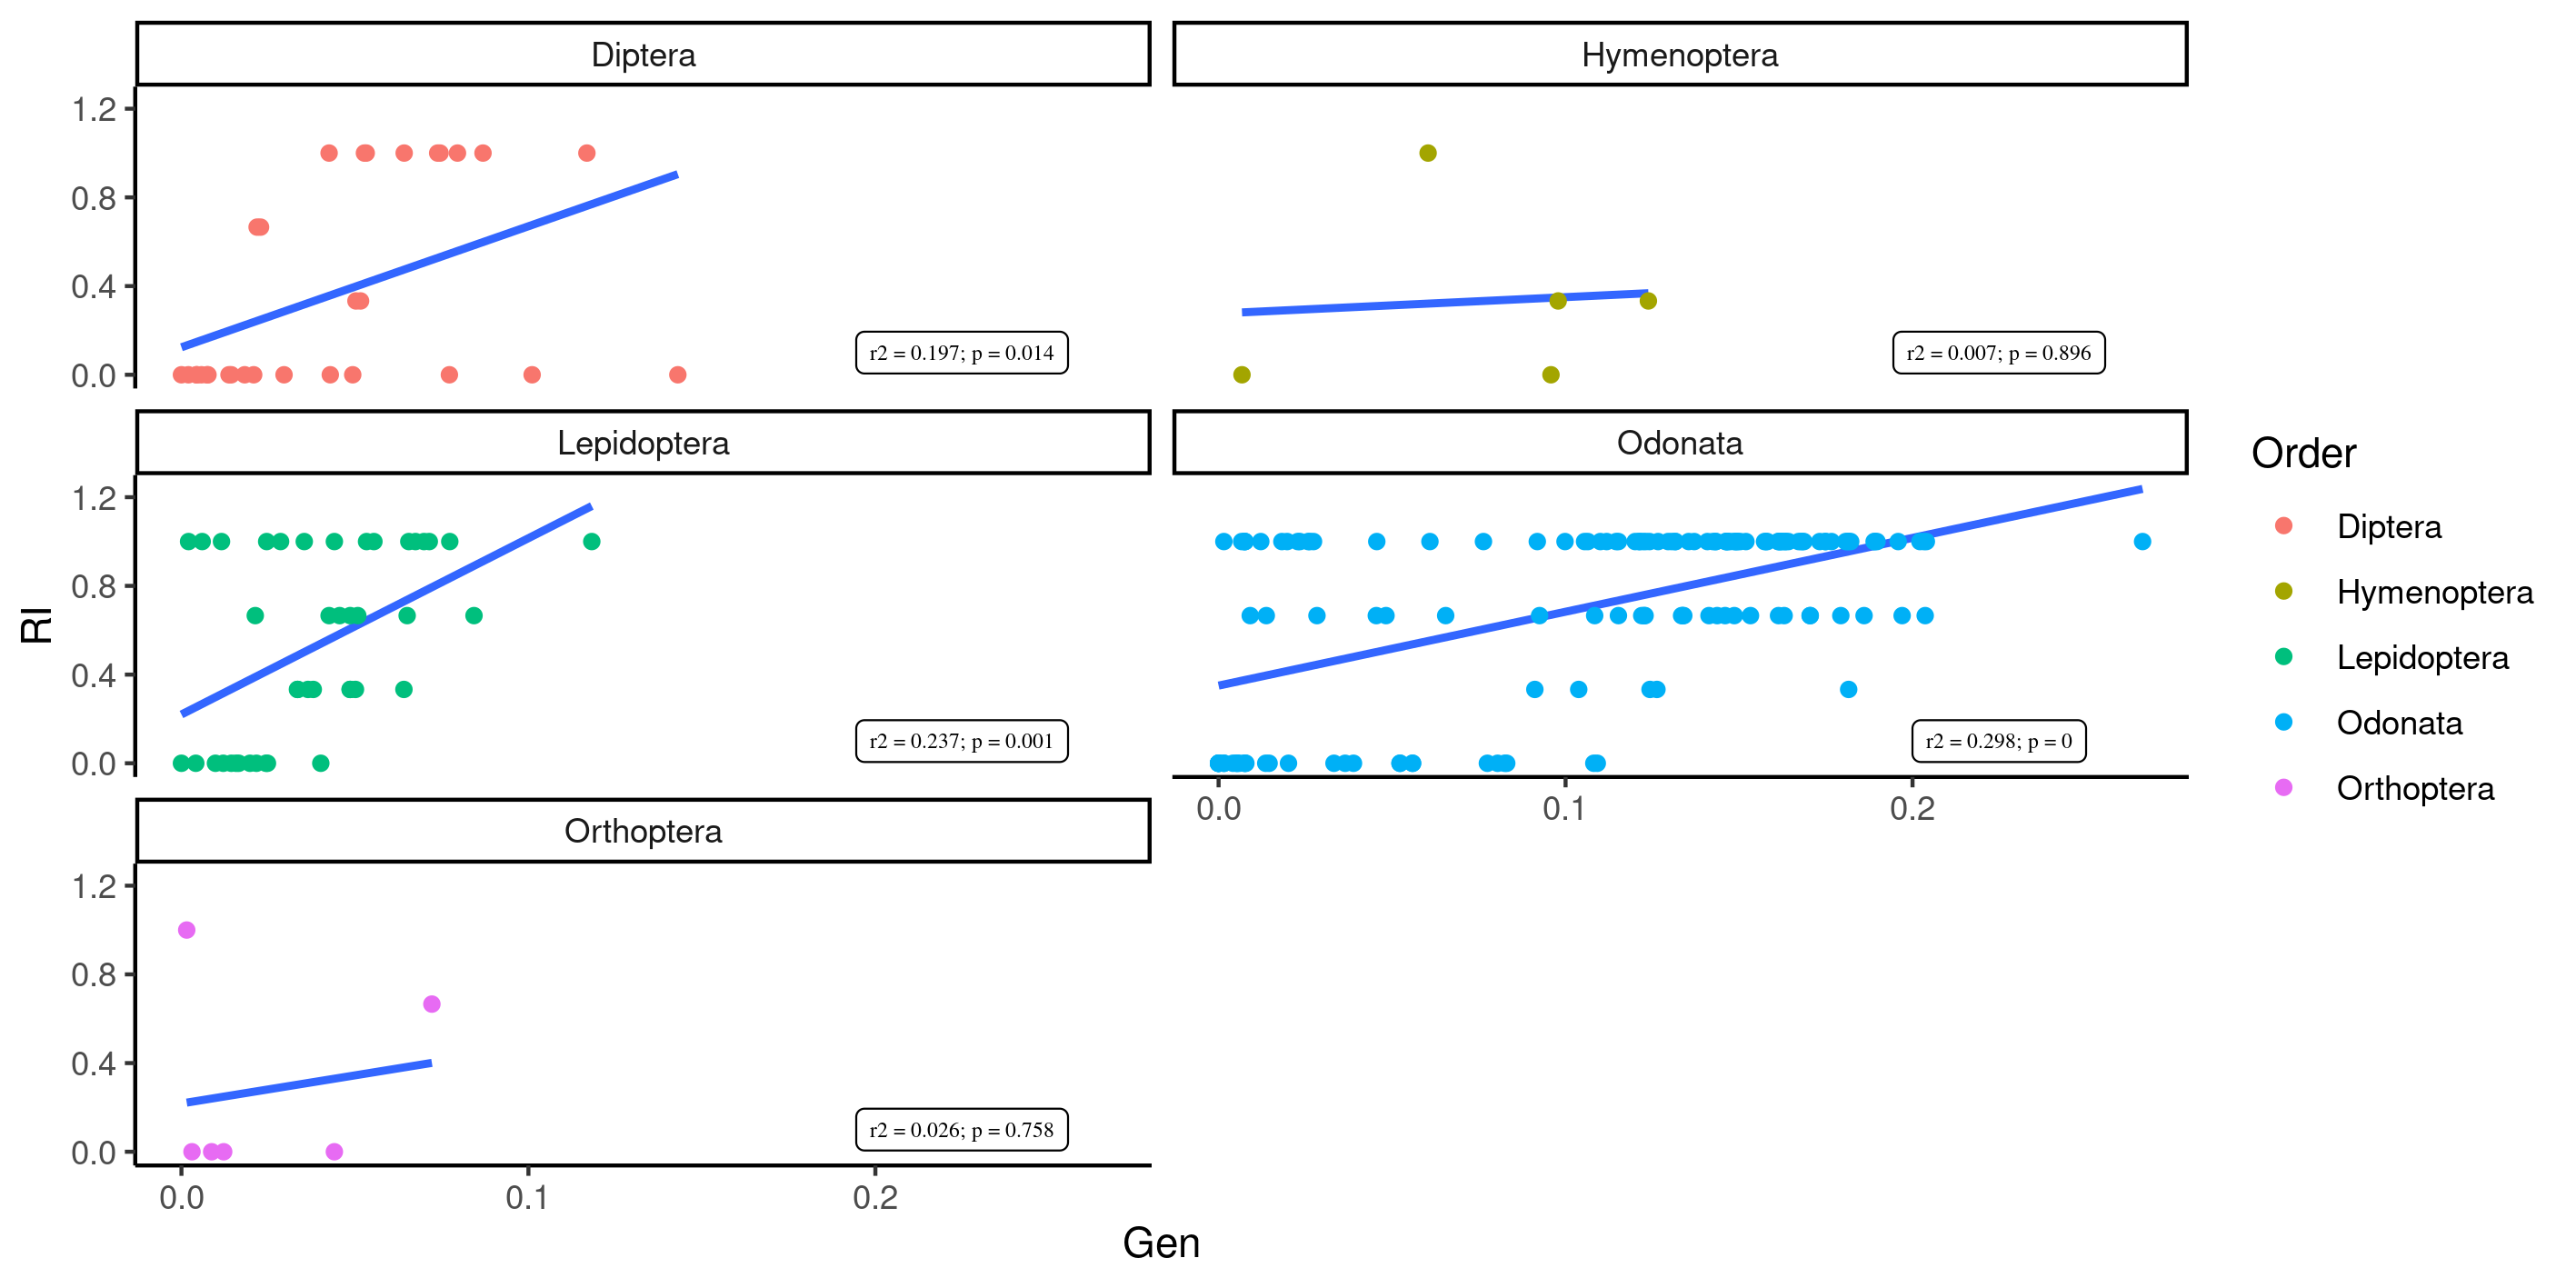 Diptera
Hymenoptera
1.2
0.8
0.4
0.0
r2 = 0.197; p = 0.014
r2 = 0.007; p = 0.896
Lepidoptera
Odonata
1.2
0.8
0.4
0.0
r2 = 0.237; p = 0.001
r2 = 0.298; p = 0
0.0
0.1
0.2
Orthoptera
1.2
0.8
0.4
0.0
r2 = 0.026; p = 0.758
0.0
0.1
0.2
RI
Gen
Order
Diptera
Hymenoptera
Lepidoptera
Odonata
Orthoptera